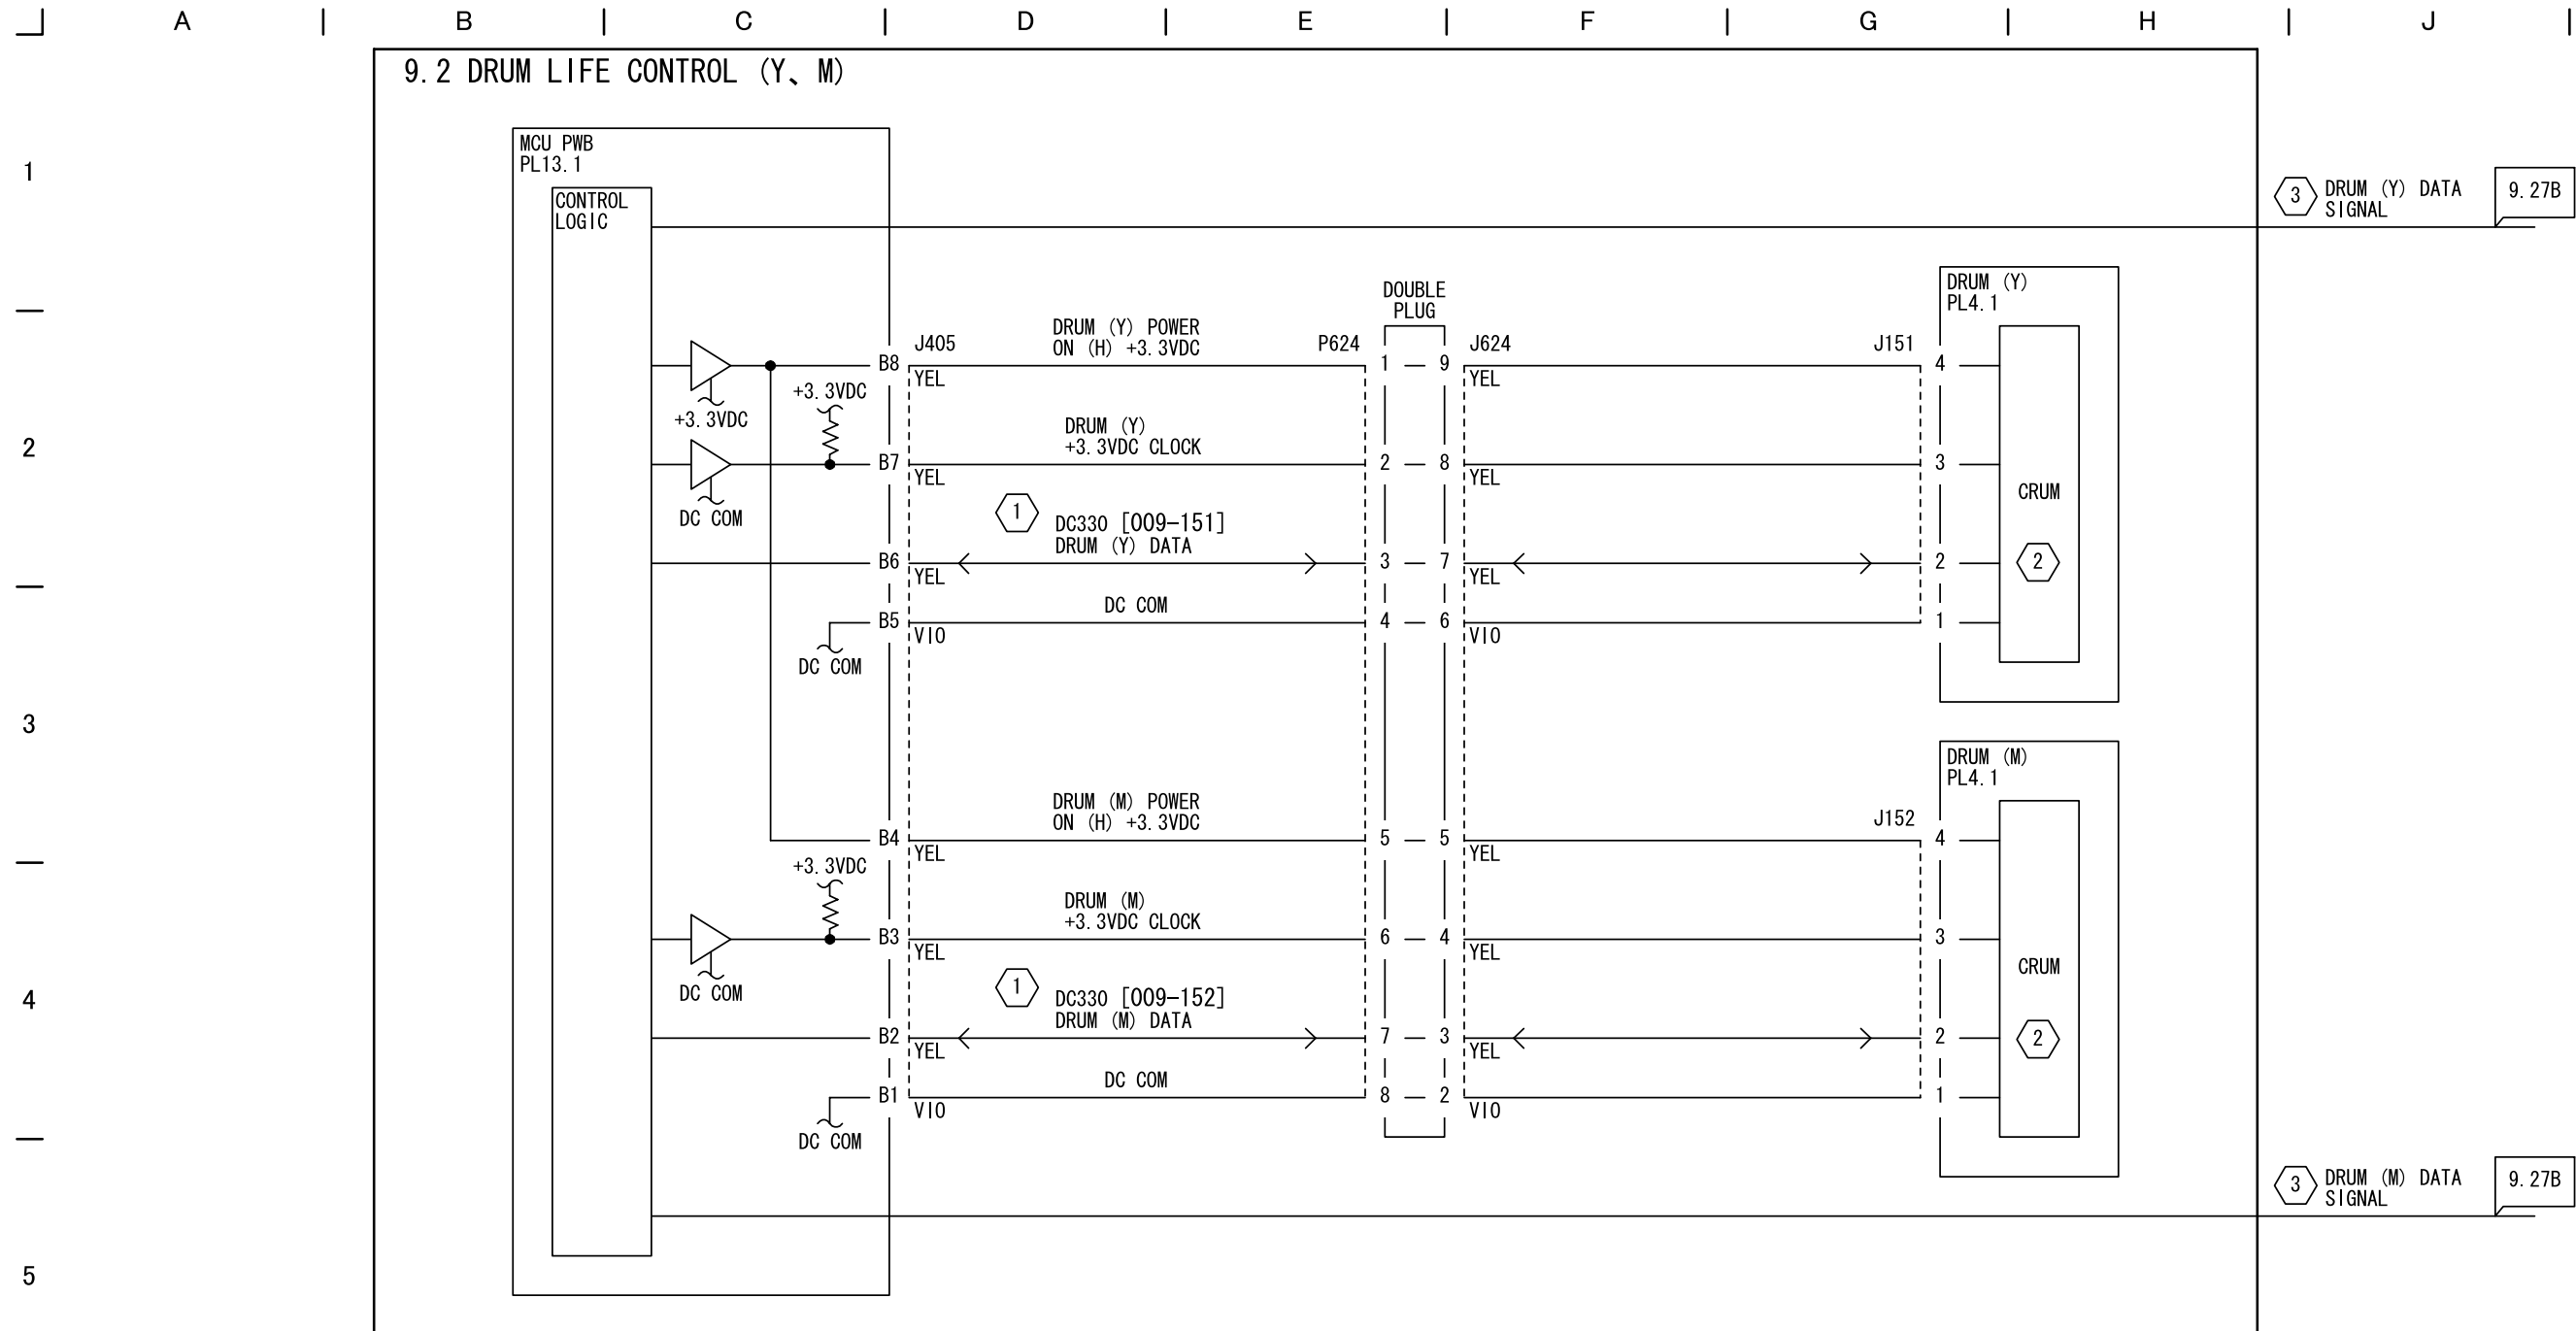 A B C D E F G H J
9.2 DRUM LIFE CONTROL (Y、M)
MCU PWB
PL13.1
1
CONTROL
LOGIC
3 DRUM (Y) DATA
SIGNAL
9.27B
DRUM (Y)
PL4.1
DOUBLE
PLUG
DRUM (Y) POWER
ON (H) +3.3VDC
J405 P624 J624 J151
B8 1 9 4
YEL YEL
+3.3VDC
+3.3VDC
2
DRUM (Y)
+3.3VDC CLOCK
B7 2 8 3
YEL YEL
DC COM
CRUM
1 DC330 [009-151]
DRUM (Y) DATA
B6 3 7 2 2
YEL YEL
DC COM
B5 4 6 1
VIO VIO
DC COM
3
DRUM (M)
PL4.1
DRUM (M) POWER
ON (H) +3.3VDC
J152
B4 5 5 4
YEL YEL
+3.3VDC
DRUM (M)
+3.3VDC CLOCK
B3 6 4 3
YEL YEL
DC COM
CRUM
4
1 DC330 [009-152]
DRUM (M) DATA
B2 7 3 2 2
YEL YEL
DC COM
B1 8 2 1
VIO VIO
DC COM
3 DRUM (M) DATA
SIGNAL
9.27B
5